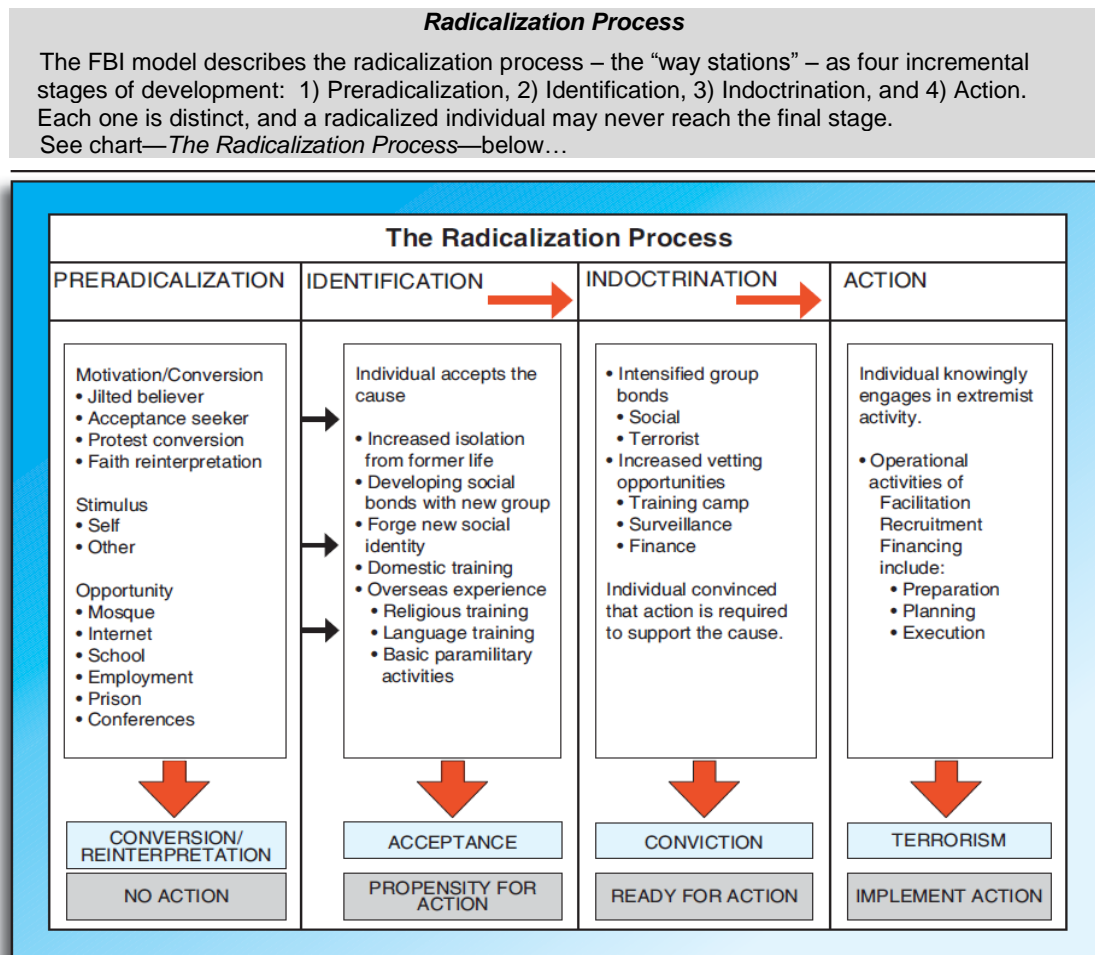 Radicalization Process
The FBI model describes the radicalization process – the “way stations” – as four incremental
stages of development: 1) Preradicalization, 2) Identification, 3) Indoctrination, and 4) Action.
Each one is distinct, and a radicalized individual may never reach the final stage.
See chart—The Radicalization Process—below…
The Radicalization Process
PRERADICALIZATION
Motivation/Conversion
• Jilted believer
• Acceptance seeker
• Protest conversion
• Faith reinterpretation
Stimulus
• Self
• Other
Opportunity
• Mosque
• Internet
• School
• Employment
• Prison
• Conferences
CONVERSION/
REINTERPRETATION
NO ACTION
IDENTIFICATION
Individual accepts the
cause
• Increased isolation
from former life
• Developing social
bonds with new group
• Forge new social
identity
• Domestic training
• Overseas experience
• Religious training
• Language training
• Basic paramilitary
activities
ACCEPTANCE
PROPENSITY FOR
ACTION
INDOCTRINATION
• Intensified group
bonds
• Social
• Terrorist
• Increased vetting
opportunities
• Training camp
• Surveillance
• Finance
Individual convinced
that action is required
to support the cause.
CONVICTION
READY FOR ACTION
ACTION
Individual knowingly
engages in extremist
activity.
• Operational
activities of
Facilitation
Recruitment
Financing
include:
• Preparation
• Planning
• Execution
TERRORISM
IMPLEMENT ACTION